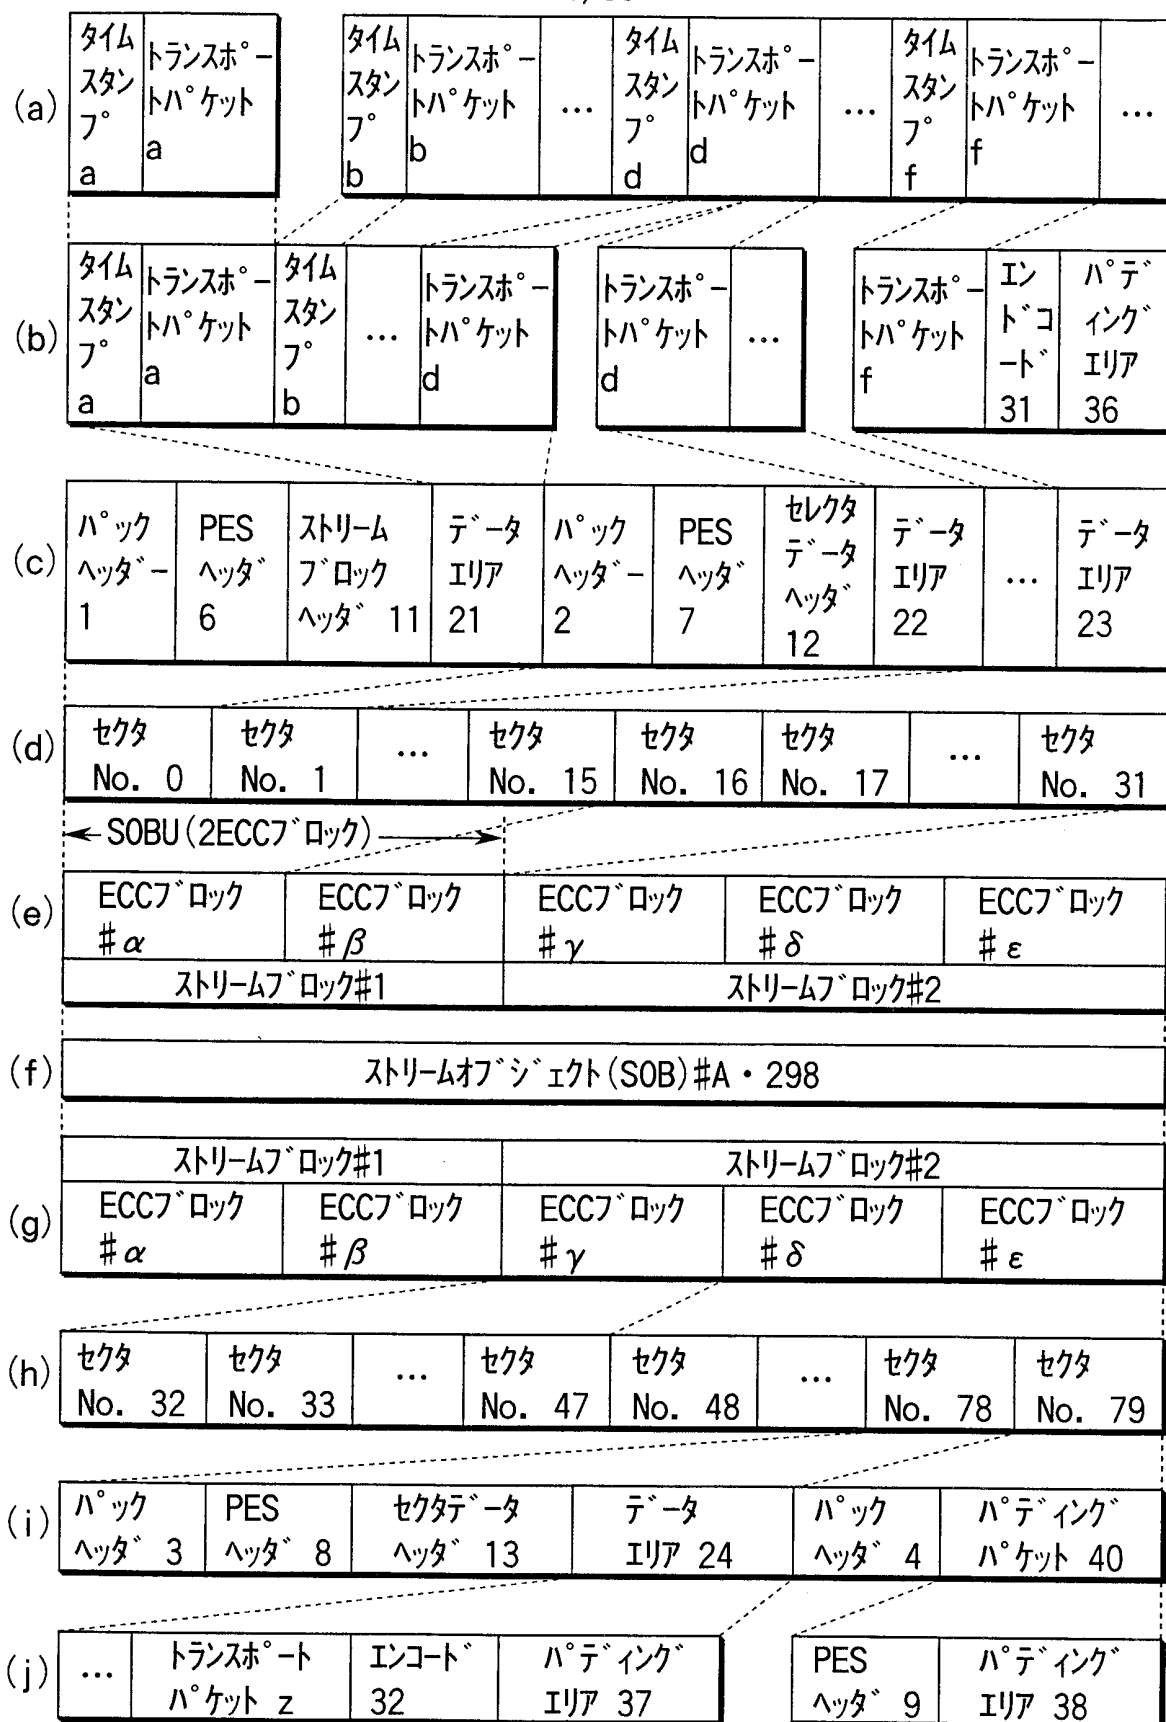 (a)
タイム
スタン
プ
a
トランスポー
トパケット
a
タイム
スタン
プ
b
トランスポー
トパケット
b
…
タイム
スタン
プ
d
トランスポー
トパケット
d
…
タイム
スタン
プ
f
トランスポー
トパケット
f
…
(b)
タイム
スタン
プ
a
トランスポー
トパケット
a
タイム
スタン
プ
b
…
トランスポー
トパケット
d
トランスポー
トパケット
d
…
トランスポー
トパケット
f
エン
ドコ
ード
31
パデ
ィング
エリア
36
(c)
パック
ヘッダー
1
PES
ヘッダ
6
ストリーム
ブロック
ヘッダ 11
データ
エリア
21
パック
ヘッダー
2
PES
ヘッダ
7
セレクタ
データ
ヘッダ
12
データ
エリア
22
…
データ
エリア
23
(d)
セクタ
No. 0
セクタ
No. 1
…
セクタ
No. 15
セクタ
No. 16
セクタ
No. 17
…
セクタ
No. 31
SOBU(2ECCブロック)
(e)
ECCブロック
#α
ECCブロック
#β
ECCブロック
#γ
ECCブロック
#δ
ECCブロック
#ε
ストリームブロック#1
ストリームブロック#2
(f)
ストリームオブジェクト(SOB)#A・298
ストリームブロック#1
ストリームブロック#2
(g)
ECCブロック
#α
ECCブロック
#β
ECCブロック
#γ
ECCブロック
#δ
ECCブロック
#ε
(h)
セクタ
No. 32
セクタ
No. 33
…
セクタ
No. 47
セクタ
No. 48
…
セクタ
No. 78
セクタ
No. 79
(i)
パック
ヘッダ 3
PES
ヘッダ 8
セクタデータ
ヘッダ 13
データ
エリア 24
パック
ヘッダ 4
パディング
パケット 40
(j)
…
トランスポート
パケット z
エンコード
32
パディング
エリア 37
PES
ヘッダ 9
パディング
エリア 38